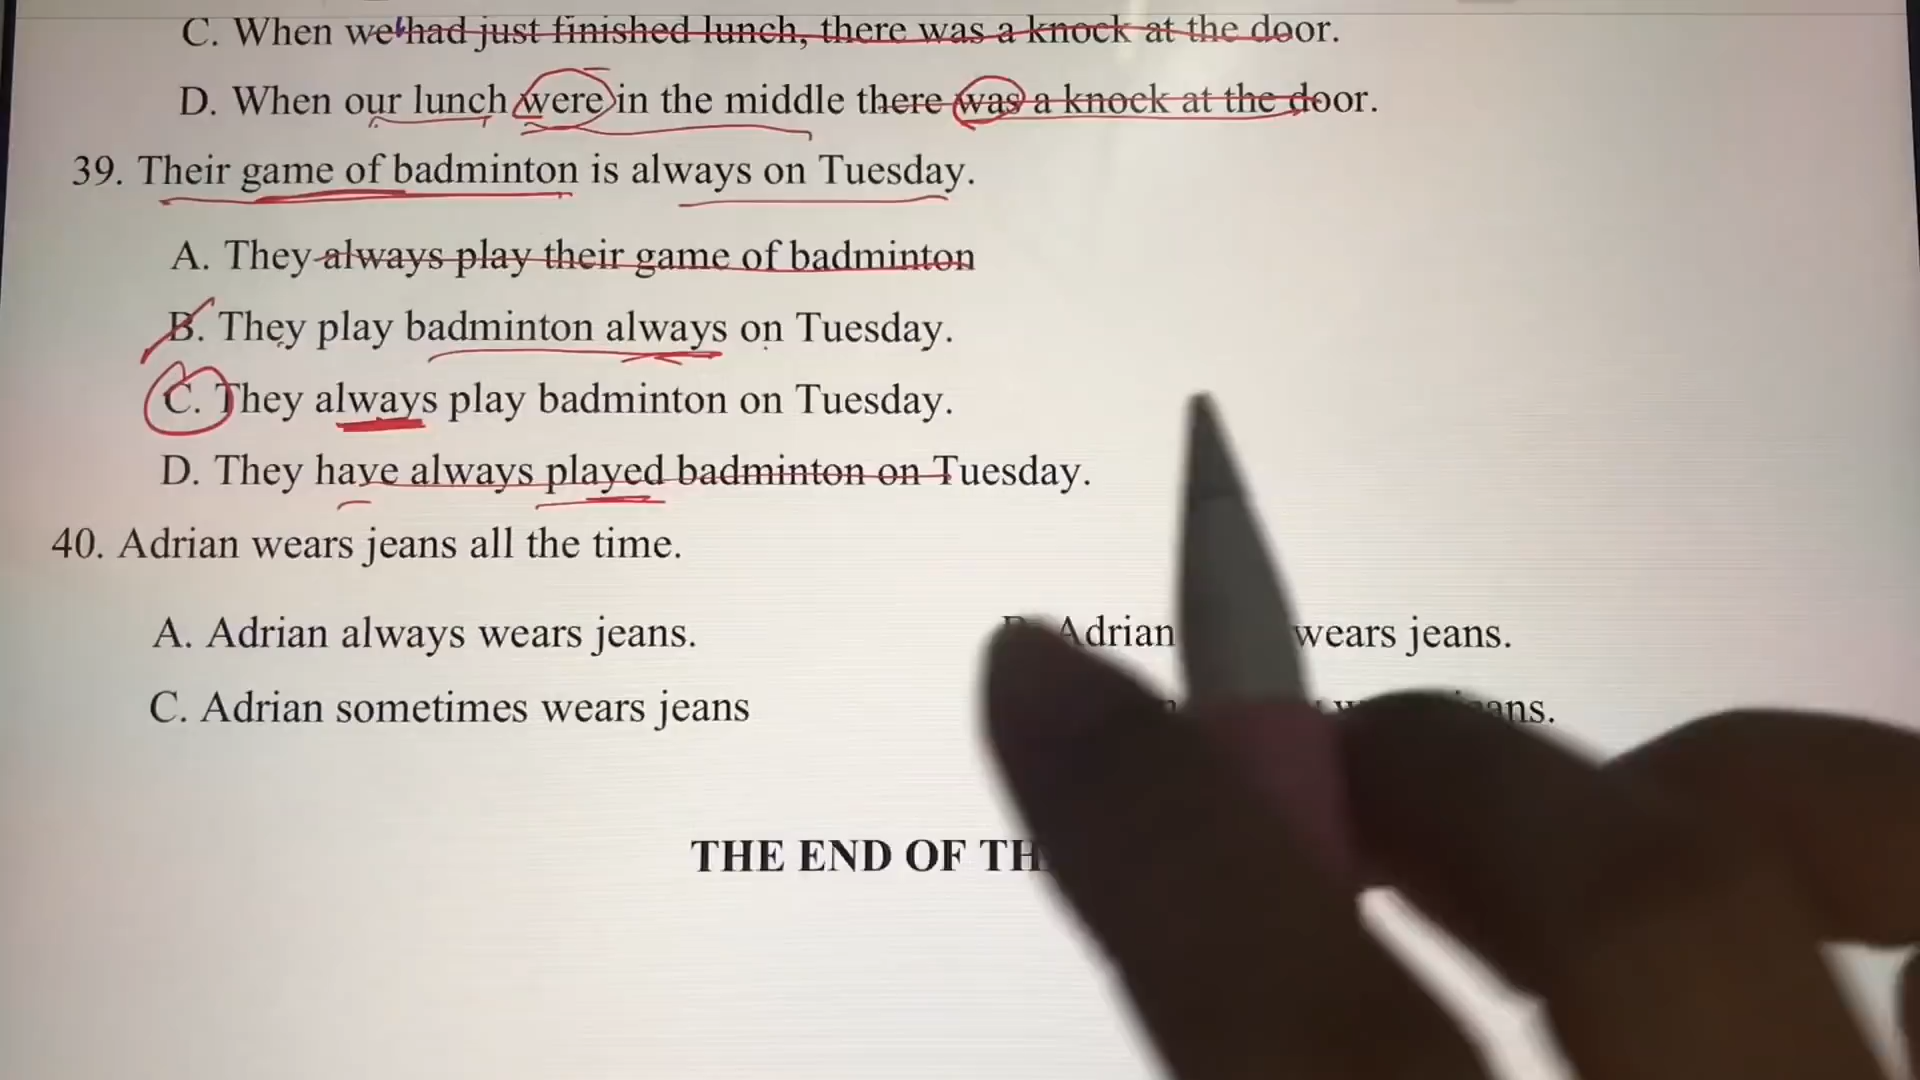 C. When we had just finished lunch, there was a knock at the door.
D. When our lunch were in the middle there was a knock at the door.
39. Their game of badminton is always on Tuesday.
A. They always play their game of badminton
B. They play badminton always on Tuesday.
C. They always play badminton on Tuesday.
D. They have always played badminton on Tuesday.
40. Adrian wears jeans all the time.
A. Adrian always wears jeans. Adrian wears jeans.
C. Adrian sometimes wears jeans
THE END OF